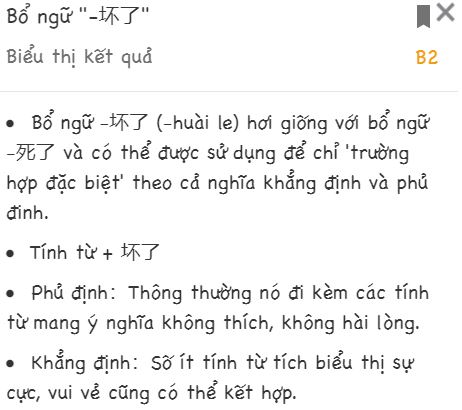 Bổ ngữ "-坏了"
Biểu thị kết quả
B2
• Bổ ngữ -坏了 (-huài le) hơi giống với bổ ngữ
-死了 và có thể được sử dụng để chỉ 'trường
hợp đặc biệt' theo cả nghĩa khẳng định và phủ
đinh.
• Tính từ + 坏了
• Phủ định: Thông thường nó đi kèm các tính
từ mang ý nghĩa không thích, không hài lòng.
• Khẳng định: Số ít tính từ tích biểu thị sự
cực, vui vẻ cũng có thể kết hợp.